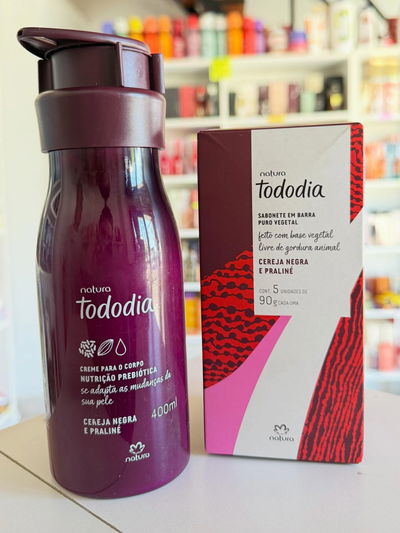 natura
Tododia
CREME PARA O CORPO
NUTRIÇÃO PREBIÓTICA
se adapta às mudanças da
sua pele
400ml
CEREJA NEGRA
E PRALINÉ
natura
natura
Tododia
SABONETE EM BARRA
PURO VEGETAL
feito com base vegetal
livre de gordura animal
CEREJA NEGRA
E PRALINÉ
CONT. 5 UNIDADES DE
90g CADA UMA
natura